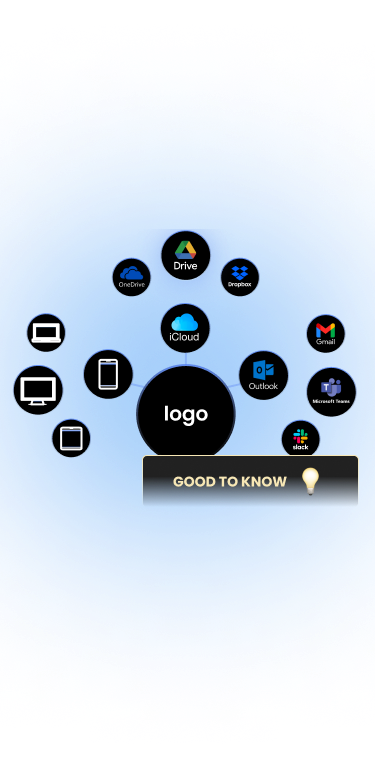 Drive
OneDrive
Dropbox
iCloud
Gmail
Outlook
Microsoft Teams
logo
slack
GOOD TO KNOW